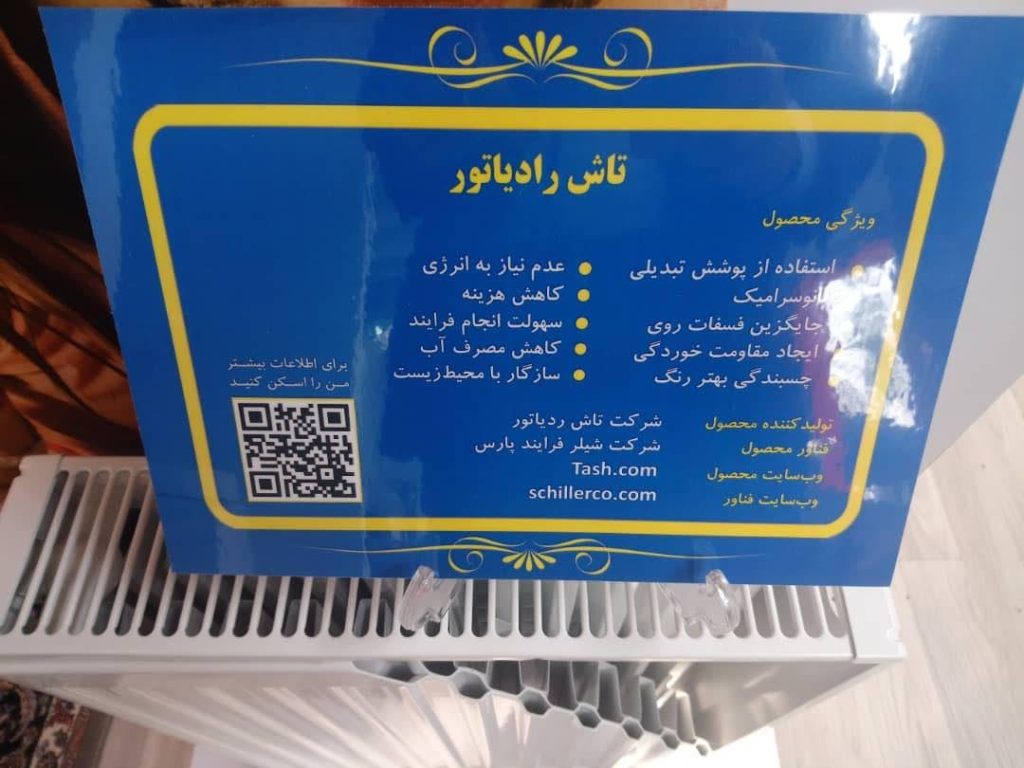 تاش رادیاتور
ویژگی محصول
استفاده از پوشش تبدیلی
نوسرامیک
جایگزین فسفات روی
ایجاد مقاومت خوردگی
چسبندگی بهتر رنگ
عدم نیاز به انرژی
کاهش هزینه
سهولت انجام فرایند
کاهش مصرف آب
سازگار با محیط‌زیست
تولیدکننده محصول شرکت تاش ردیاتور
فناور محصول شرکت شیلر فرایند پارس
وب‌سایت محصول Tash.com
وب‌سایت فناور schillerco.com
برای اطلاعات بیشتر
من را اسکن کنید